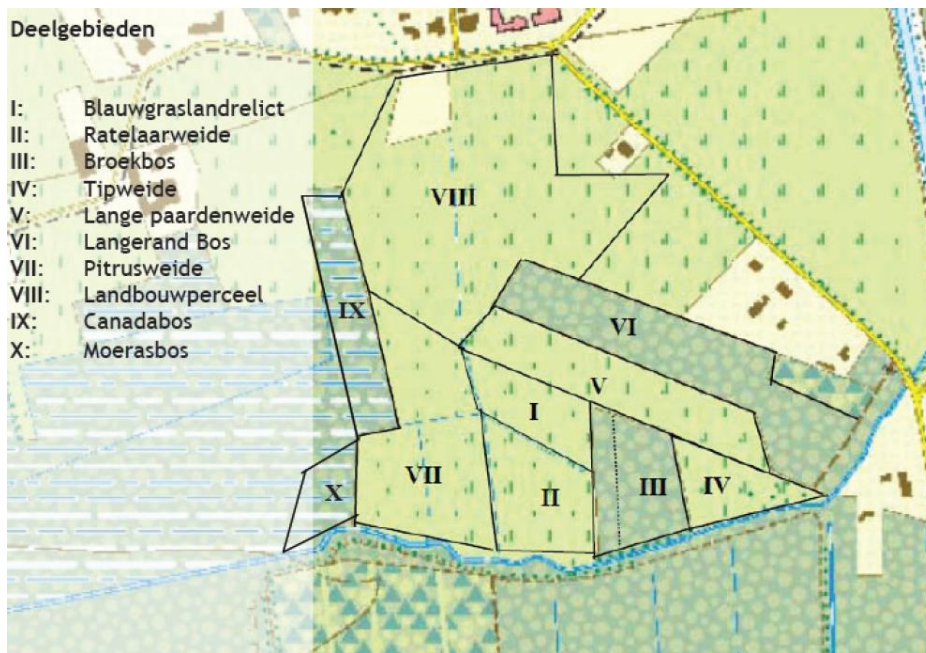 Deelgebieden
I: Blauwgraslandrelict
II: Ratelaarweide
III: Broekbos
IV: Tipweide
V: Lange paardenweide
VI: Langerand Bos
VII: Pitrusweide
VIII: Landbouwperceel
IX: Canadabos
X: Moerasbos
VIII
IX
VI
V
I
VII
X
II
III
IV